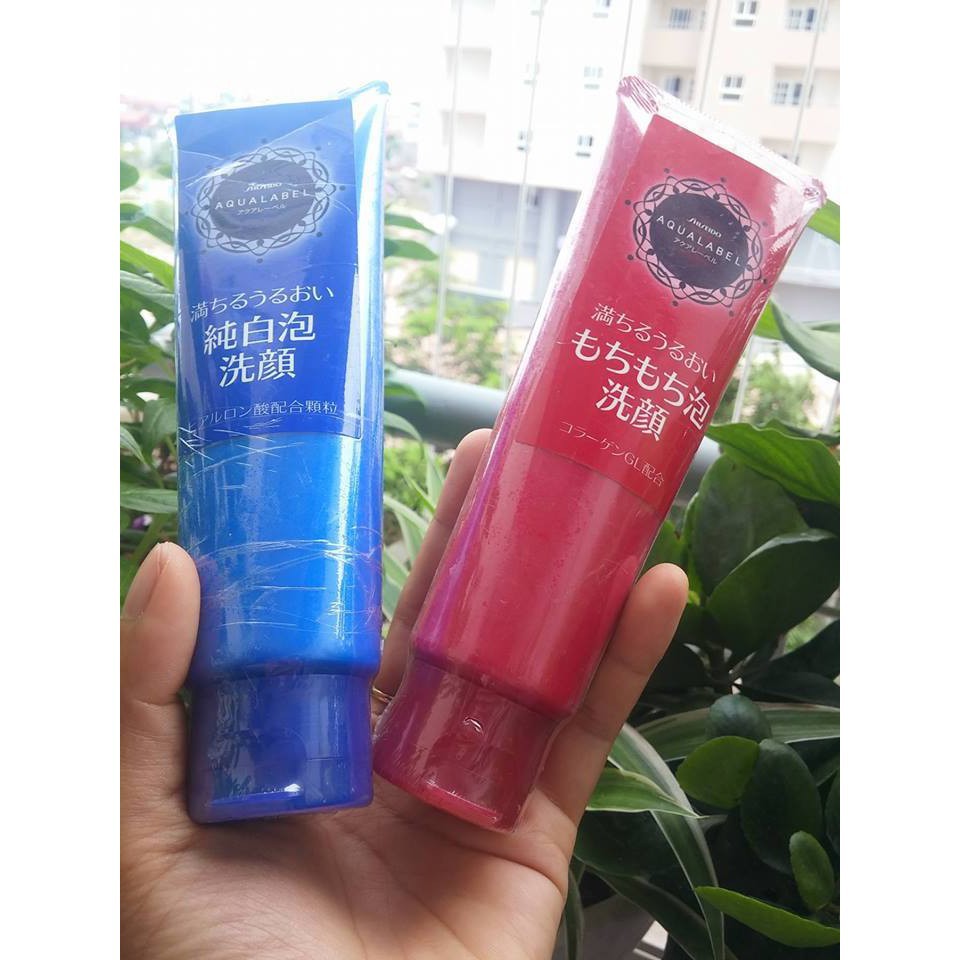 SHISEIDO
AQUALABEL
アクアレーベル
満ちるうるおい
純白泡
洗顔
アルロン酸配合顆粒
SHISEIDO
AQUALABEL
アクアレーベル
満ちるうるおい
もちもち泡
洗顔
コラーゲンGL配合